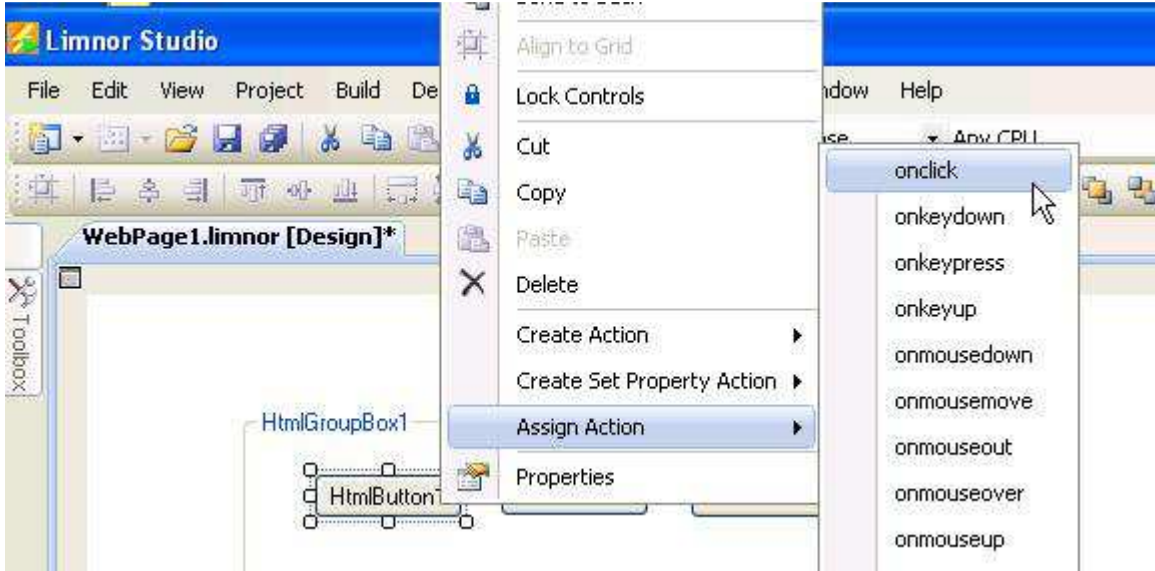 Limnor Studio
Align to Grid
File Edit View Project Build De
Lock Controls
ndow Help
Cut
Any CPU
onclick
Copy
onkeydown
WebPage1.limnor [Design]*
Paste
onkeypress
Delete
onkeyup
Toolbox
Create Action
onmousedown
Create Set Property Action
onmousemove
HtmlGroupBox1
Assign Action
onmouseout
Properties
onmouseover
HtmlButton1
onmouseup